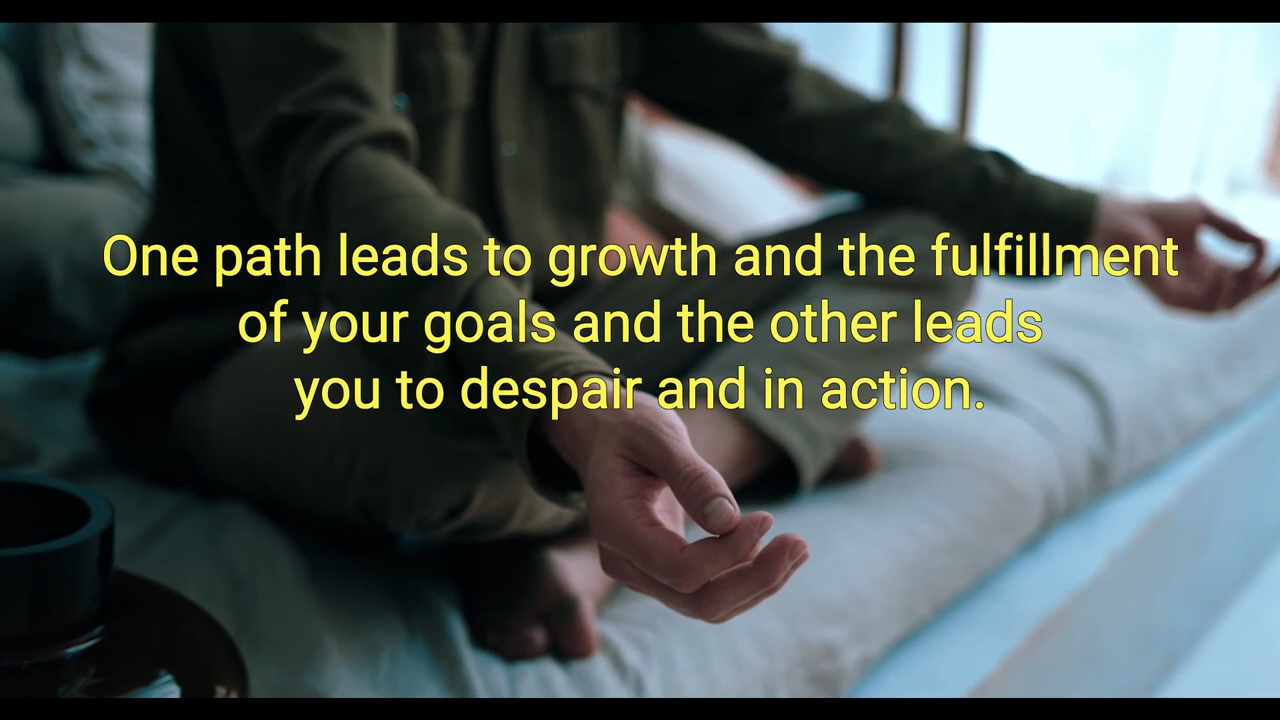 One path leads to growth and the fulfillment
of your goals and the other leads
you to despair and in action.